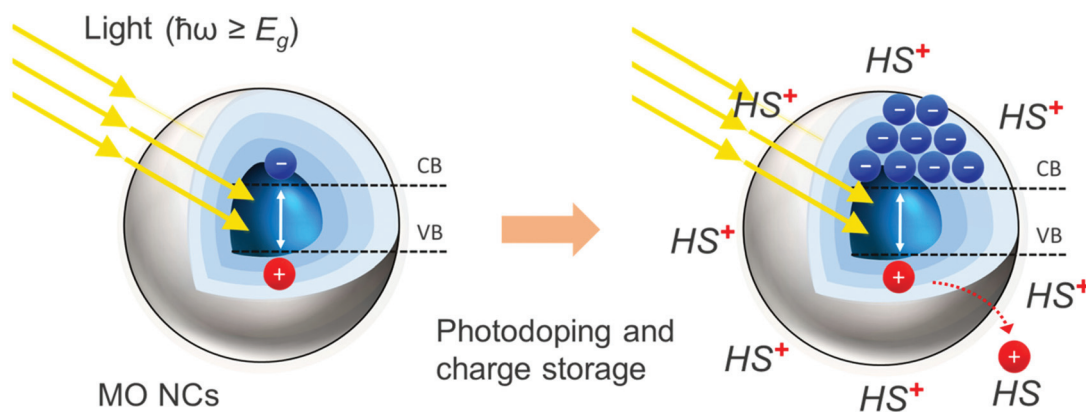 Light (ħω ≥ Eg)
−
CB
VB
+
MO NCs
Photodoping and
charge storage
HS+
HS+
HS+
− −
− − −
− − − −
CB
HS+
VB
+
HS+
HS+
+
HS+
HS